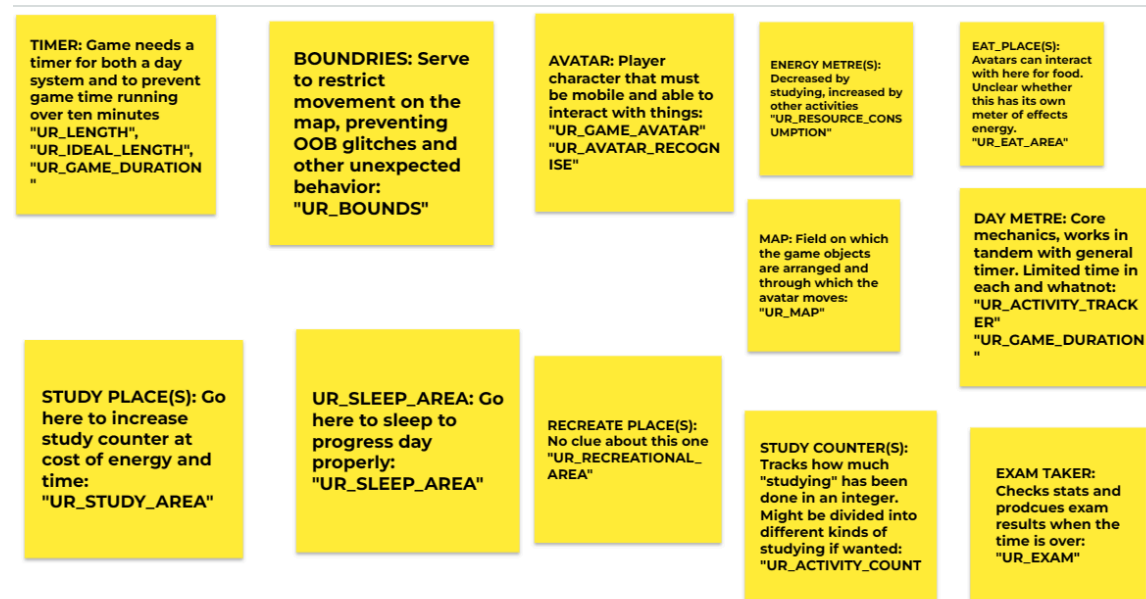 TIMER: Game needs a
timer for both a day
system and to prevent
game time running
over ten minutes
"UR_LENGTH",
"UR_IDEAL_LENGTH",
"UR_GAME_DURATION
"
BOUNDRIES: Serve
to restrict
movement on the
map, preventing
OOB glitches and
other unexpected
behavior:
"UR_BOUNDS"
AVATAR: Player
character that must
be mobile and able to
interact with things:
"UR_GAME_AVATAR"
"UR_AVATAR_RECOGN
ISE"
ENERGY METRE(S):
Decreased by
studying, increased by
other activities
"UR_RESOURCE_CONS
UMPTION"
EAT_PLACE(S):
Avatars can interact
with here for food.
Unclear whether
this has its own
meter of effects
energy.
"UR_EAT_AREA"
MAP: Field on which
the game objects
are arranged and
through which the
avatar moves:
"UR_MAP"
DAY METRE: Core
mechanics, works in
tandem with general
timer. Limited time in
each and whatnot:
"UR_ACTIVITY_TRACK
ER"
"UR_GAME_DURATION
"
STUDY PLACE(S): Go
here to increase
study counter at
cost of energy and
time:
"UR_STUDY_AREA"
UR_SLEEP_AREA: Go
here to sleep to
progress day
properly:
"UR_SLEEP_AREA"
RECREATE PLACE(S):
No clue about this one
"UR_RECREATIONAL_
AREA"
STUDY COUNTER(S):
Tracks how much
"studying" has been
done in an integer.
Might be divided into
different kinds of
studying if wanted:
"UR_ACTIVITY_COUNT
EXAM TAKER:
Checks stats and
prodcues exam
results when the
time is over:
"UR_EXAM"